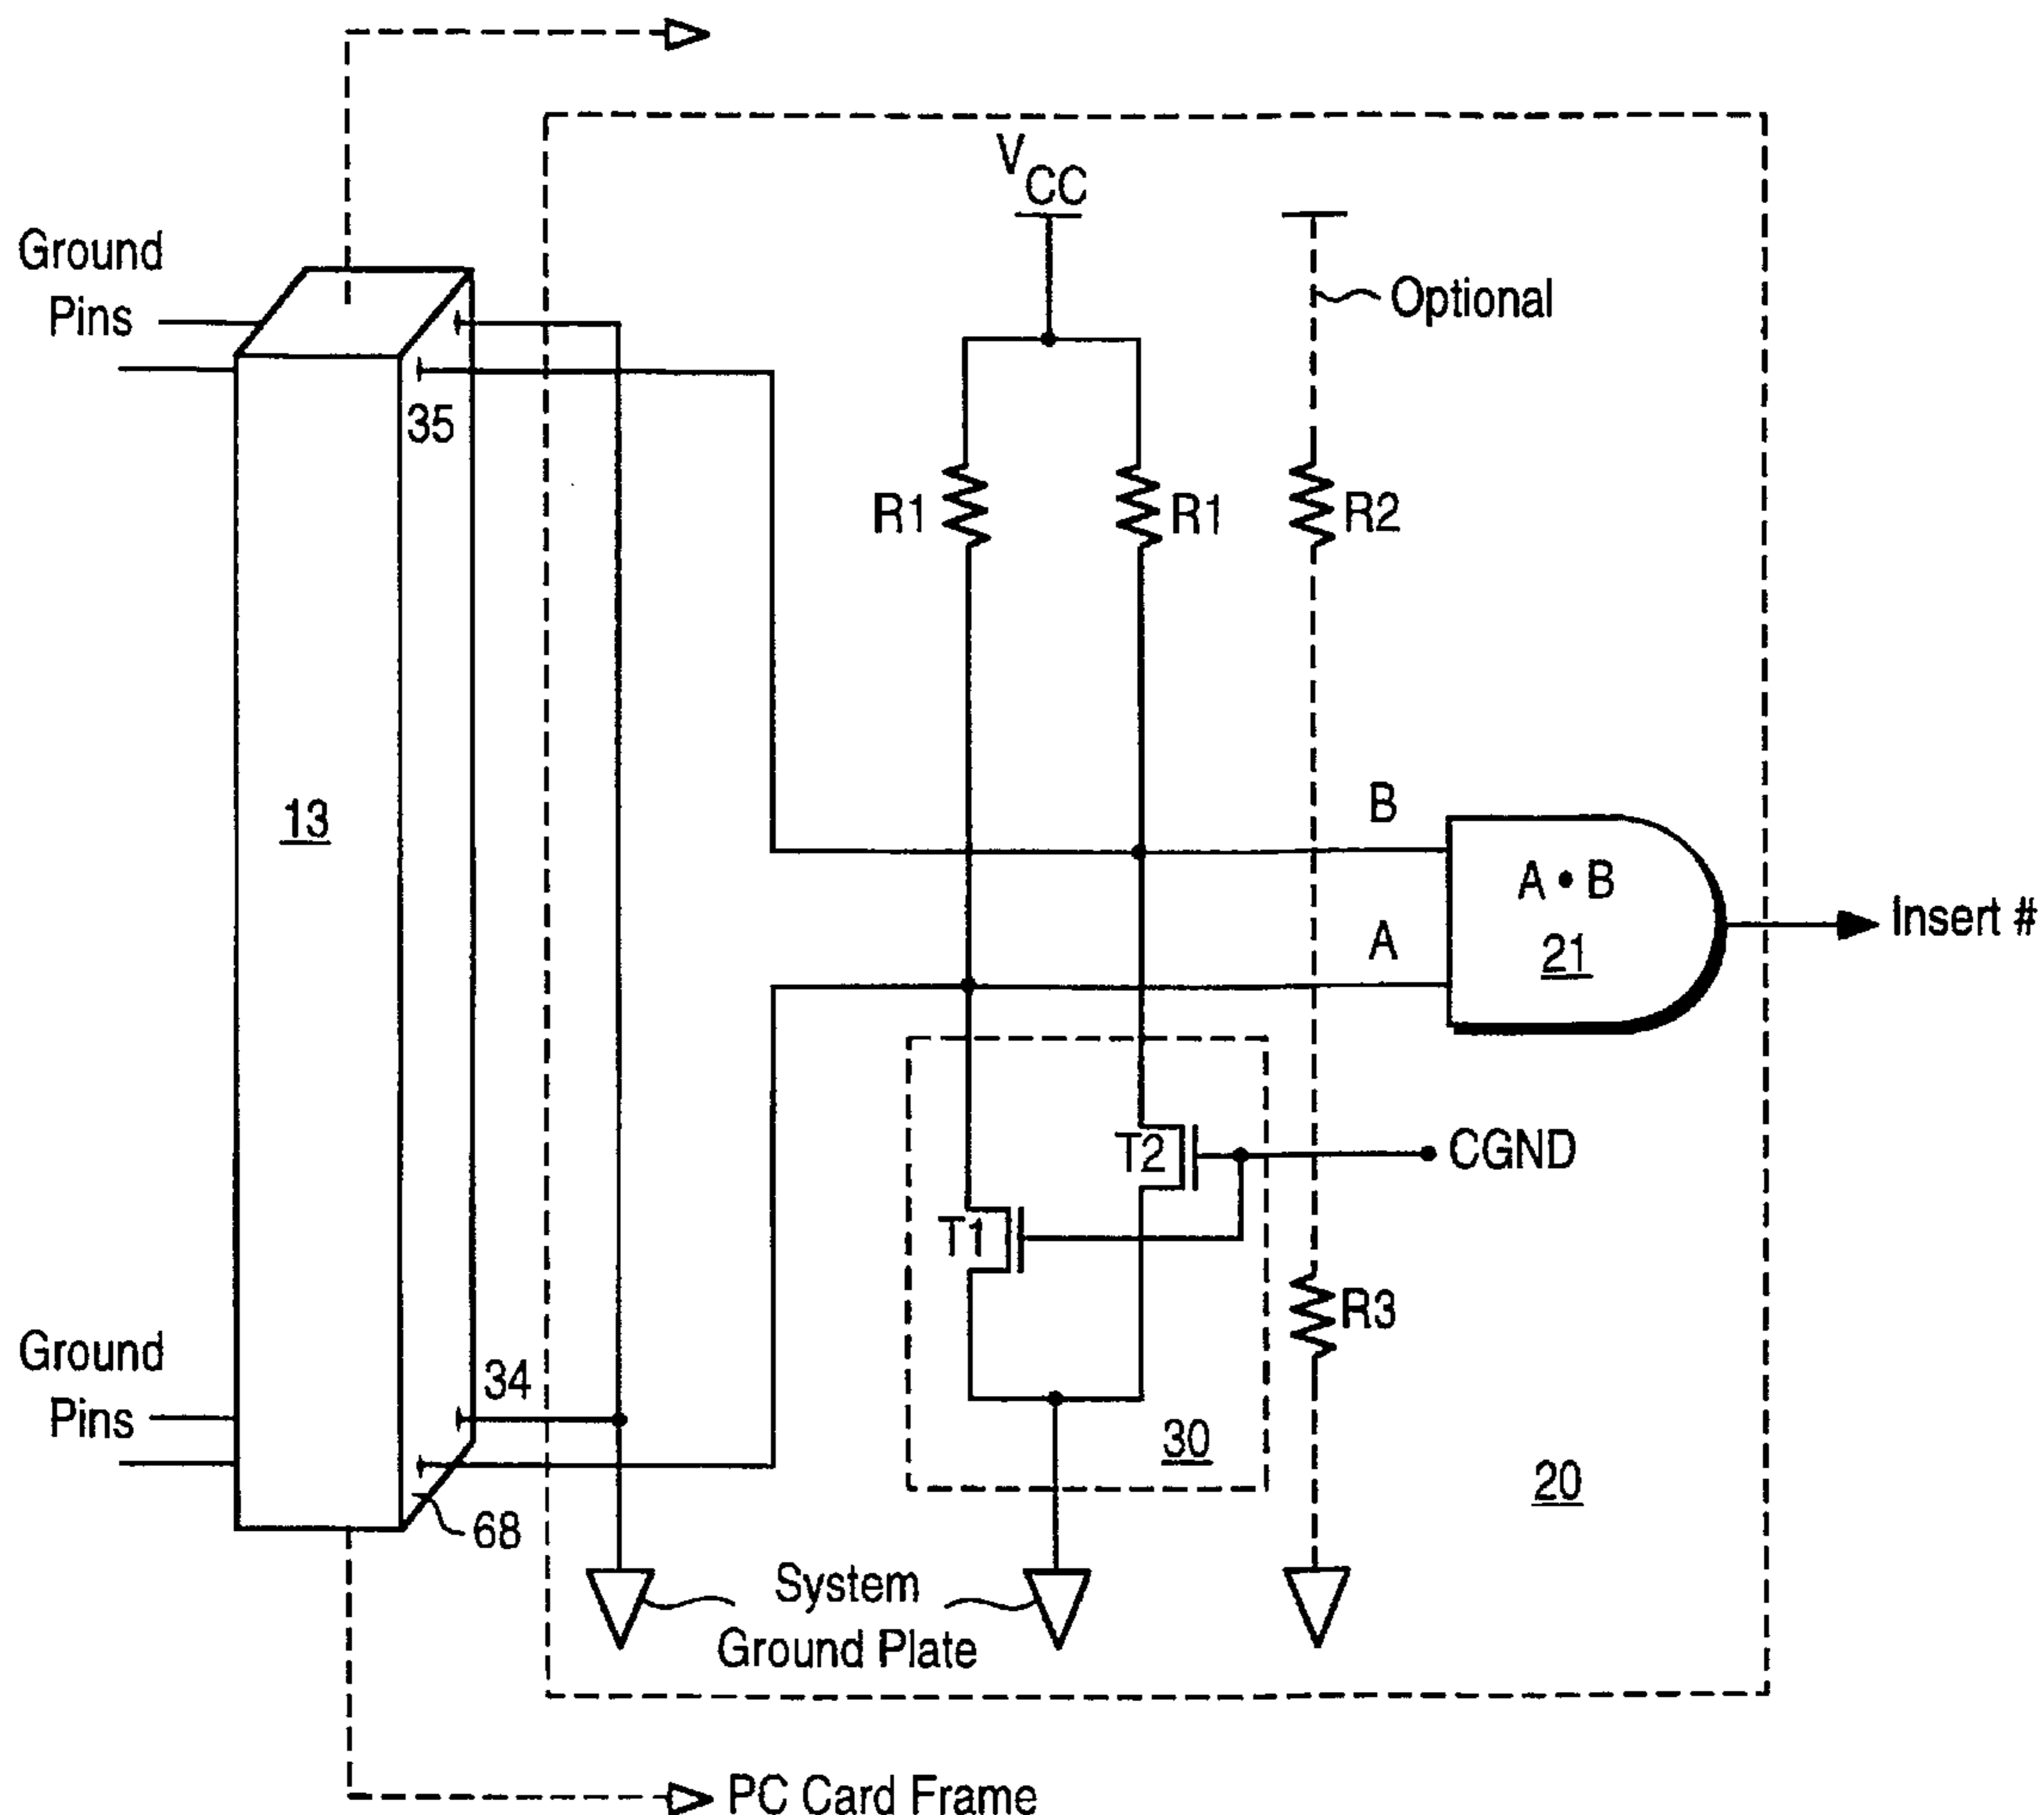 V
CC
Ground
Pins
Optional
35
R1
R1
R2
13
B
A • B
Insert #
A
21
T2
CGND
T1
R3
Ground
34
Pins
30
20
68
System
Ground Plate
PC Card Frame